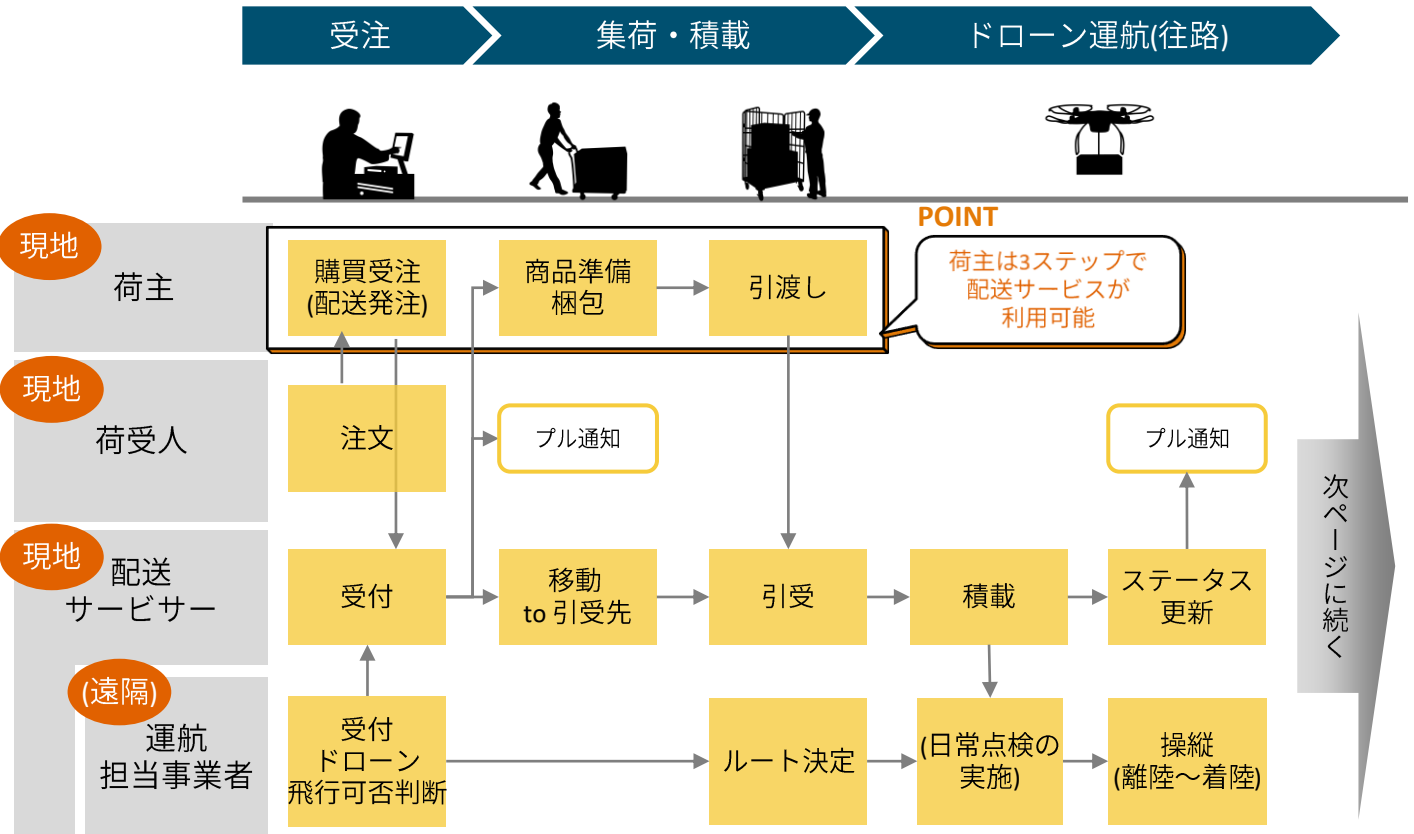 受注
集荷・積載
ドローン運航(往路)
POINT
荷主は3ステップで
配送サービスが
利用可能
現地
荷主
購買受注
(配送発注)
商品準備
梱包
引渡し
現地
荷受人
注文
プル通知
プル通知
現地
配送
サービサー
受付
移動
to 引受先
引受
積載
ステータス
更新
(遠隔)
運航
担当事業者
受付
ドローン
飛行可否判断
ルート決定
(日常点検の
実施)
操縦
(離陸～着陸)
次ページに続く